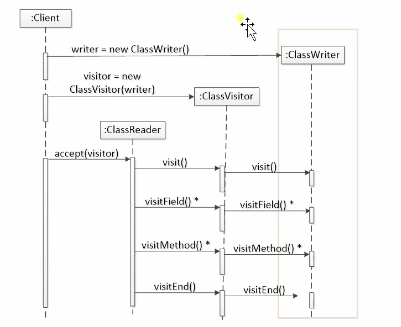 :Client
writer = new ClassWriter()
:ClassWriter
visitor = new
ClassVisitor(writer)
:ClassVisitor
:ClassReader
accept(visitor)
visit()
visit()
visitField() *
visitField() *
visitMethod() *
visitMethod() *
visitEnd()
visitEnd()